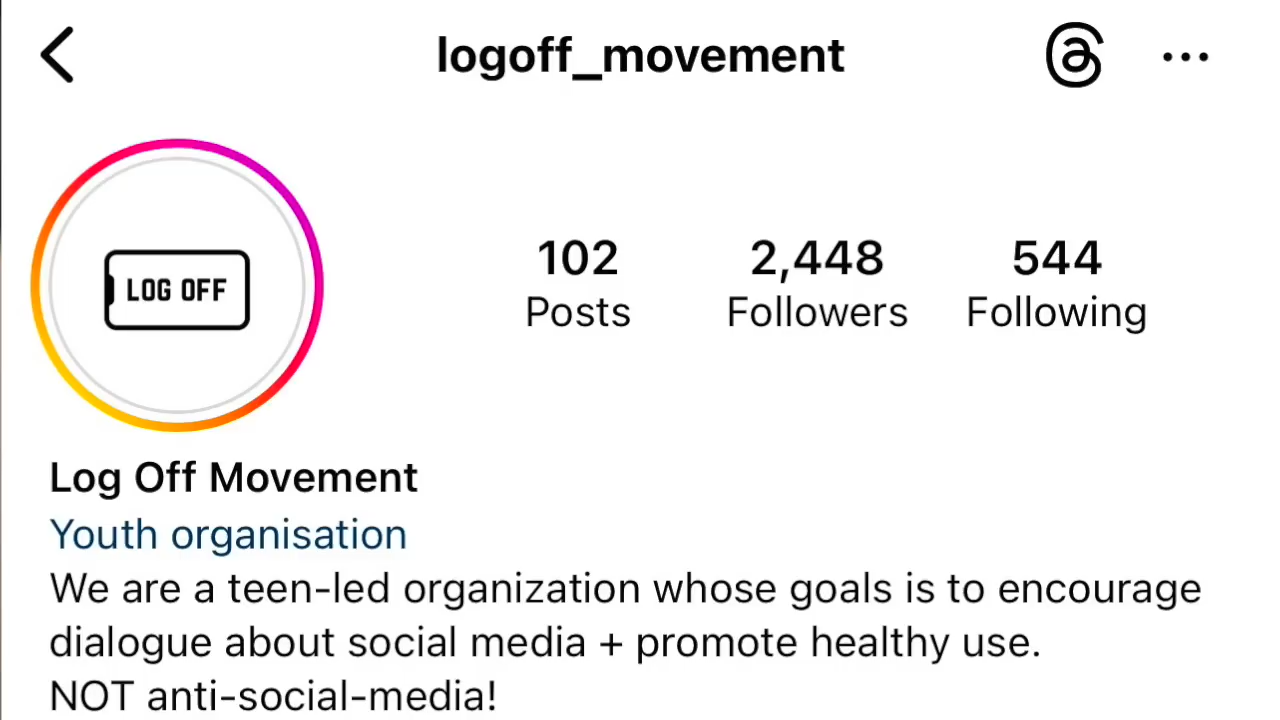 logoff_movement
LOG OFF
102 2,448 544
Posts Followers Following
Log Off Movement
Youth organisation
We are a teen-led organization whose goals is to encourage
dialogue about social media + promote healthy use.
NOT anti-social-media!